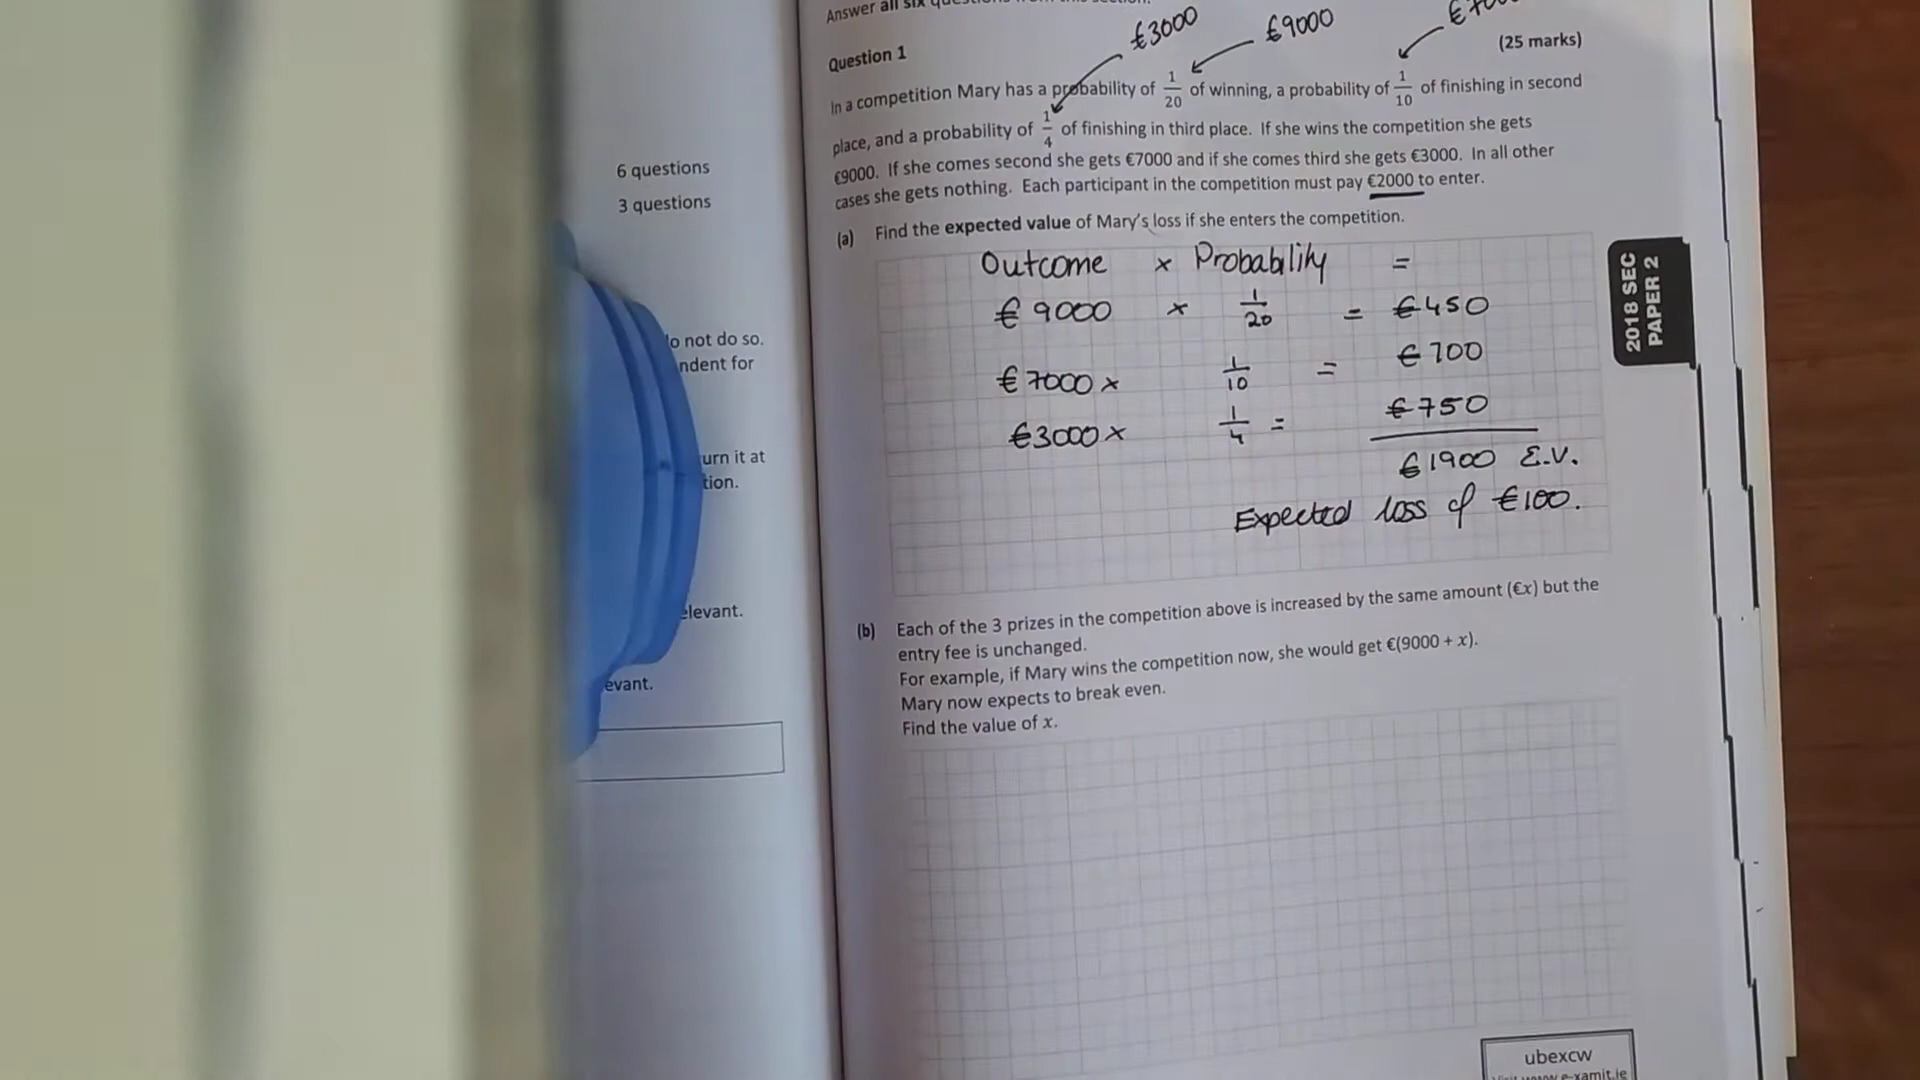 Answer all six
€3000
€9000
Question 1
(25 marks)
In a competition Mary has a probability of 1/20 of winning, a probability of 1/10 of finishing in second
place, and a probability of 1/4 of finishing in third place. If she wins the competition she gets
€9000. If she comes second she gets €7000 and if she comes third she gets €3000. In all other
cases she gets nothing. Each participant in the competition must pay €2000 to enter.
(a) Find the expected value of Mary's loss if she enters the competition.
Outcome × Probability =
€9000 × 1/20 = €450
€7000 × 1/10 = €700
€3000 × 1/4 = €750
€1900 E.V.
Expected loss of €100.
(b) Each of the 3 prizes in the competition above is increased by the same amount (€x) but the
entry fee is unchanged.
For example, if Mary wins the competition now, she would get €(9000 + x).
Mary now expects to break even.
Find the value of x.
6 questions
3 questions
not do so.
ndent for
urn it at
tion.
levant.
evant.
2018 SEC
PAPER 2
ubexcw